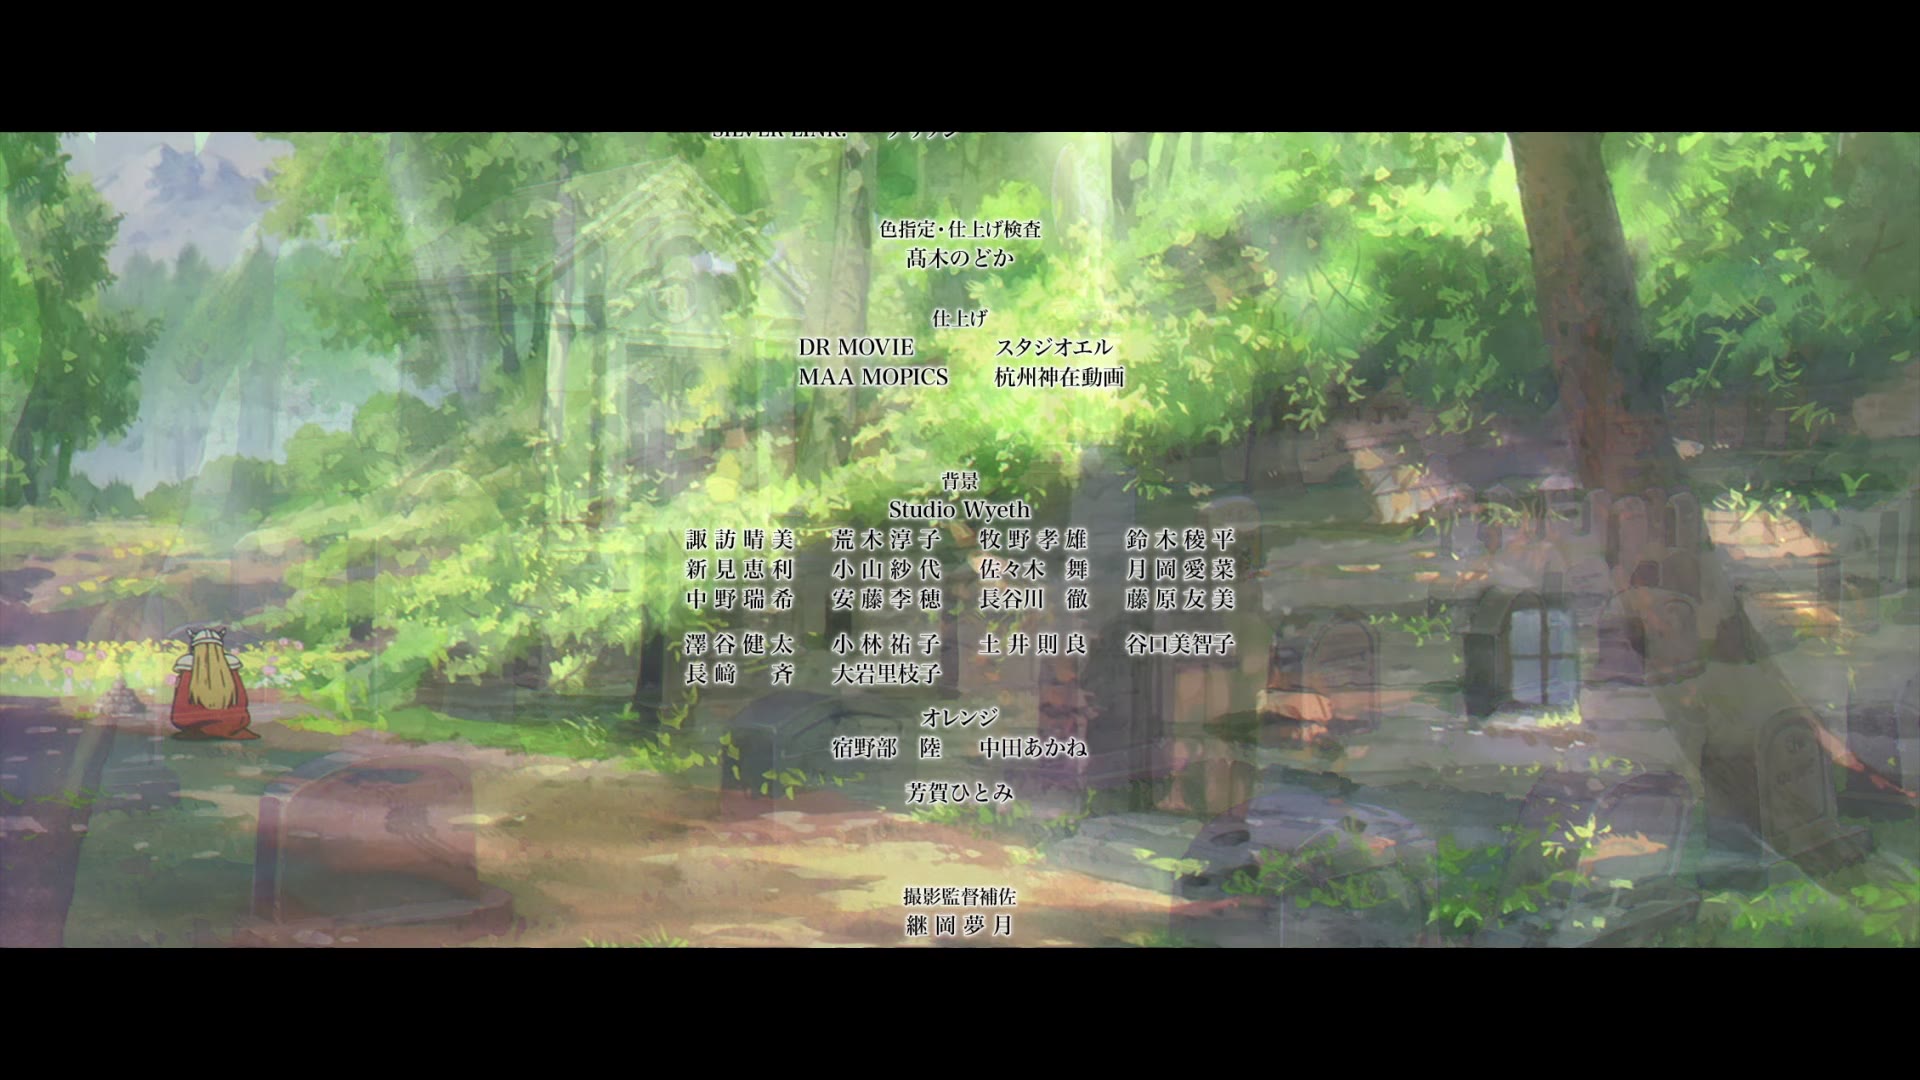 SILVER LINK.
色指定・仕上げ検査
髙木のどか
仕上げ
DR MOVIE　スタジオエル
MAA MOPICS　杭州神在動画
背景
Studio Wyeth
諏訪晴美　荒木淳子　牧野孝雄　鈴木稜平
新見恵利　小山紗代　佐々木 舞　月岡愛菜
中野瑞希　安藤李穂　長谷川 徹　藤原友美
澤谷健太　小林祐子　土井則良　谷口美智子
長﨑 斉　大岩里枝子
オレンジ
宿野部 陸　中田あかね
芳賀ひとみ
撮影監督補佐
継岡夢月